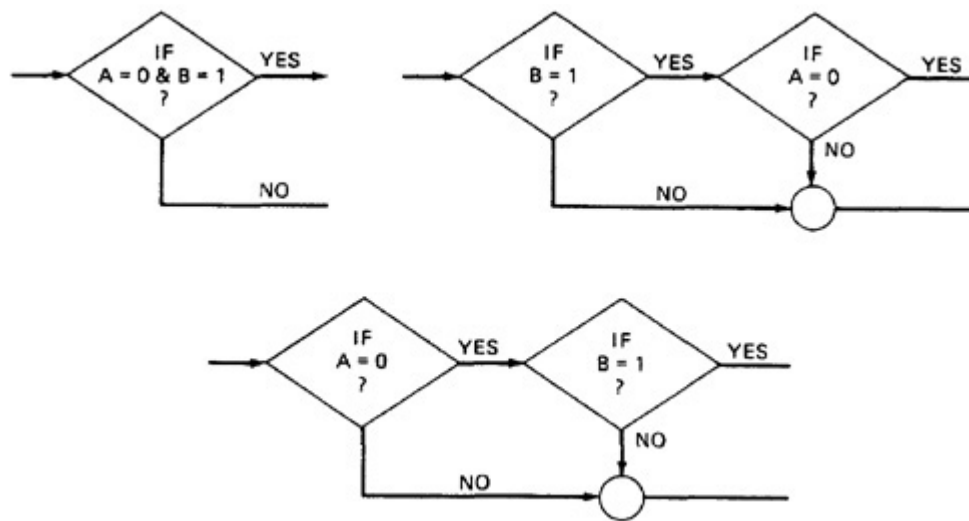 IF
A = 0 & B = 1
?
YES
NO
IF
B = 1
?
YES
IF
A = 0
?
YES
NO
NO
IF
A = 0
?
YES
IF
B = 1
?
YES
NO
NO